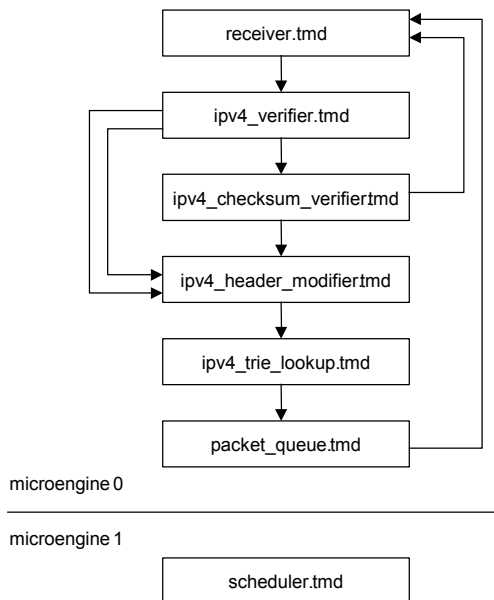 receiver.tmd
ipv4_verifier.tmd
ipv4_checksum_verifier.tmd
ipv4_header_modifier.tmd
ipv4_trie_lookup.tmd
packet_queue.tmd
microengine 0
microengine 1
scheduler.tmd